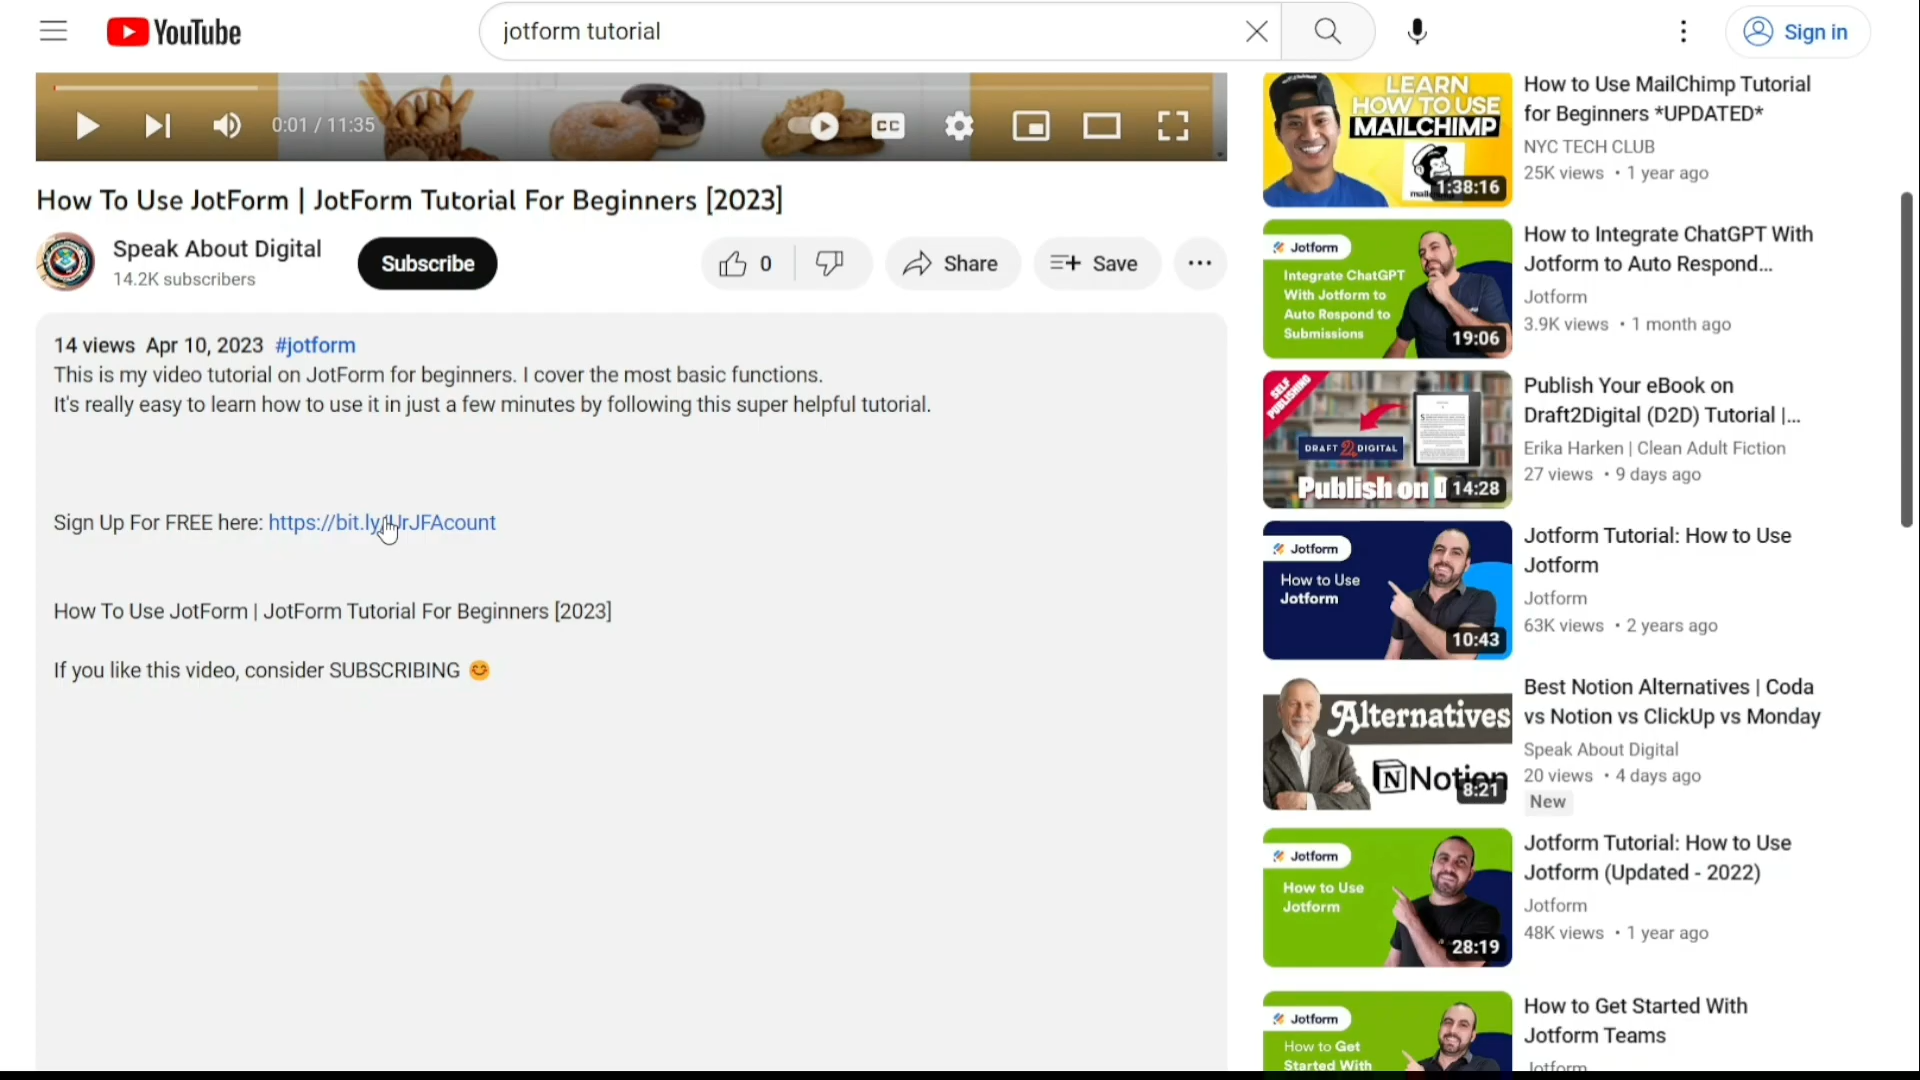 YouTube
jotform tutorial
Sign in
0:01 / 11:35
CC
How To Use JotForm | JotForm Tutorial For Beginners [2023]
Speak About Digital
14.2K subscribers
Subscribe
0
Share
Save
14 views Apr 10, 2023 #jotform
This is my video tutorial on JotForm for beginners. I cover the most basic functions.
It's really easy to learn how to use it in just a few minutes by following this super helpful tutorial.
Sign Up For FREE here: https://bit.ly/UrJFAcount
How To Use JotForm | JotForm Tutorial For Beginners [2023]
If you like this video, consider SUBSCRIBING 😊
LEARN
HOW TO USE
MAILCHIMP
1:38:16
How to Use MailChimp Tutorial
for Beginners *UPDATED*
NYC TECH CLUB
25K views • 1 year ago
Jotform
Integrate ChatGPT
With Jotform to
Auto Respond to
Submissions
19:06
How to Integrate ChatGPT With
Jotform to Auto Respond...
Jotform
3.9K views • 1 month ago
SELF
PUBLISHING
DRAFT 2 DIGITAL
Publish on D
14:28
Publish Your eBook on
Draft2Digital (D2D) Tutorial |...
Erika Harken | Clean Adult Fiction
27 views • 9 days ago
Jotform
How to Use
Jotform
10:43
Jotform Tutorial: How to Use
Jotform
Jotform
63K views • 2 years ago
Alternatives
Notion
8:21
Best Notion Alternatives | Coda
vs Notion vs ClickUp vs Monday
Speak About Digital
20 views • 4 days ago
New
Jotform
How to Use
Jotform
28:19
Jotform Tutorial: How to Use
Jotform (Updated - 2022)
Jotform
48K views • 1 year ago
Jotform
How to Get
Started With
How to Get Started With
Jotform Teams
Jotform